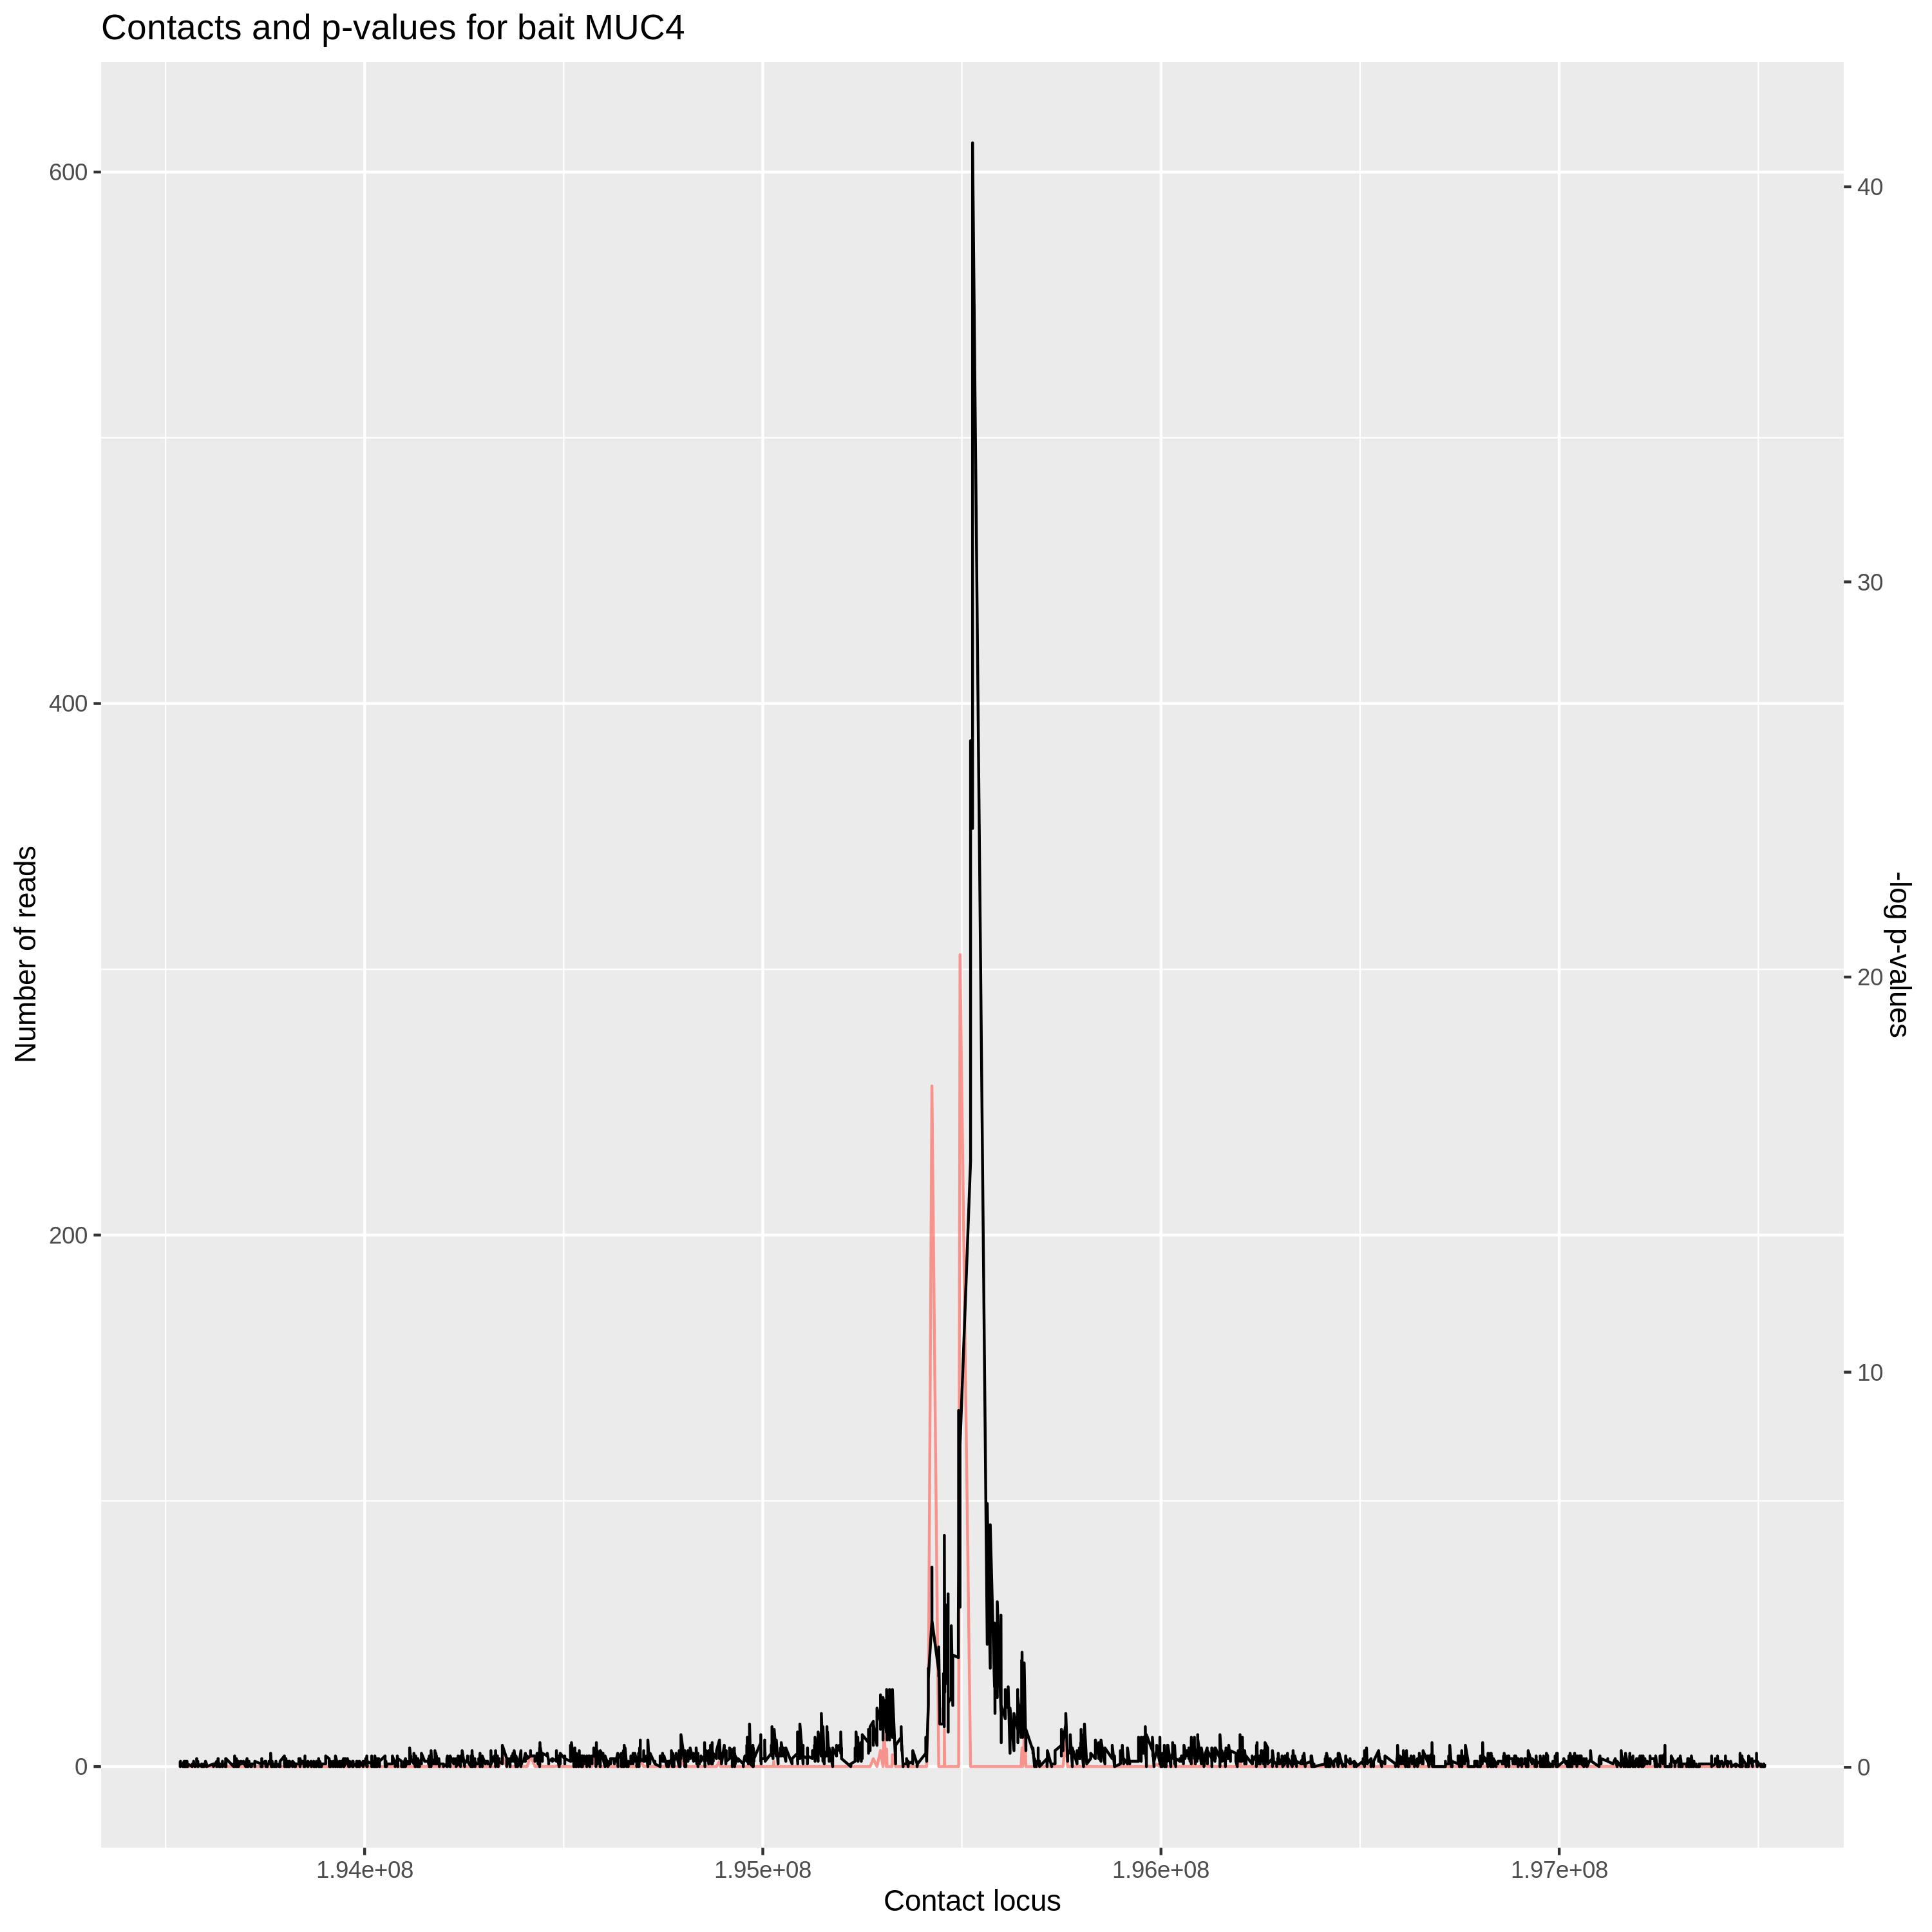 Contacts and p-values for bait MUC4
600
400
200
0
Number of reads
40
30
20
10
0
-log p-values
1.94e+08
1.95e+08
1.96e+08
1.97e+08
Contact locus